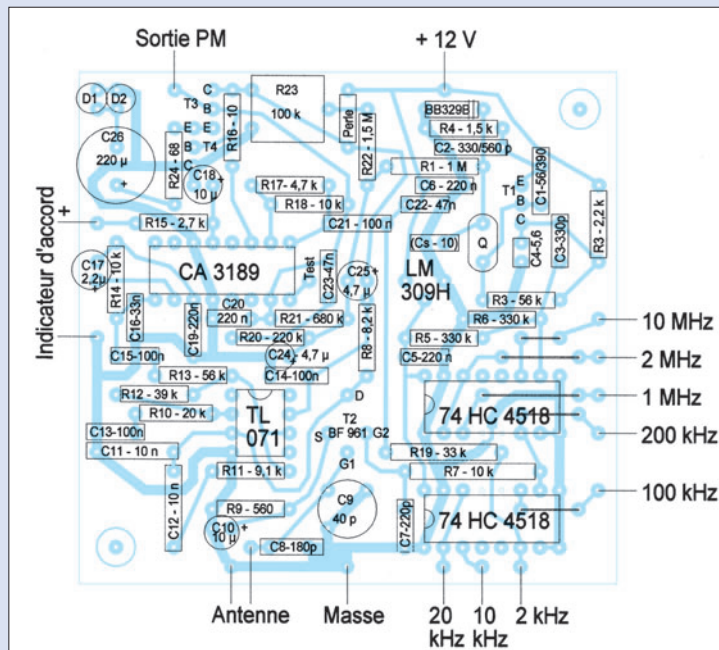 Sortie PM
+ 12 V
D1
D2
C26
220 µ
+
C
B
E
T3
E
B
C
T4
R24 - 68
R16 - 10
C18
10 µ
+
R23
100 k
Perle
R22 - 1,5 M
BB329B
R4 - 1,5 k
C2- 330/560 p
R1 - 1 M
C6 - 220 n
C22- 47n
T1
E
B
C
C1-56/390
R17 - 4,7 k
R18 - 10 k
C21 - 100 n
R15 - 2,7 k
(Cs - 10)
Q
C4-5,6
C3-330p
R3 - 2,2 k
Indicateur d'accord
+
C17
2,2µ
+
R14 - 10 k
CA 3189
Test
C23-47n
C25
+
4,7 µ
LM
309H
R3 - 56 k
C16-33n
C19-220n
C20
220 n
R21 - 680 k
R6 - 330 k
10 MHz
R20 - 220 k
R8 - 8,2 k
R5 - 330 k
C15-100n
C24 - 4,7 µ
+
C5-220 n
2 MHz
R13 - 56 k
C14-100n
R12 - 39 k
TL
071
D
74 HC 4518
1 MHz
R10 - 20 k
T2
S
BF 961
G2
200 kHz
C13-100n
C11 - 10 n
R19 - 33 k
G1
R11 - 9,1 k
R7 - 10 k
C12 - 10 n
C9
40 p
100 kHz
R9 - 560
C7-220p
74 HC 4518
C10
+
10 µ
C8-180p
Antenne
Masse
20
kHz
10
kHz
2 kHz